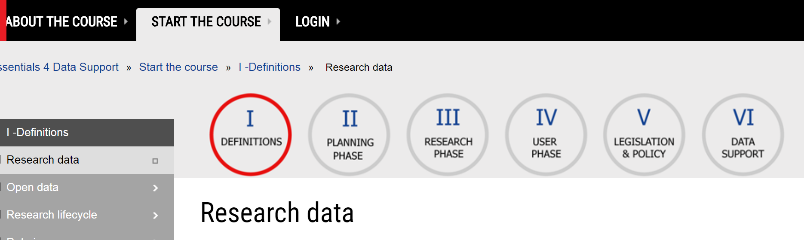 ABOUT THE COURSE START THE COURSE LOGIN
ssentials 4 Data Support » Start the course » I -Definitions » Research data
I
DEFINITIONS
II
PLANNING
PHASE
III
RESEARCH
PHASE
IV
USER
PHASE
V
LEGISLATION
& POLICY
VI
DATA
SUPPORT
I -Definitions
Research data
Open data
Research lifecycle
Research data